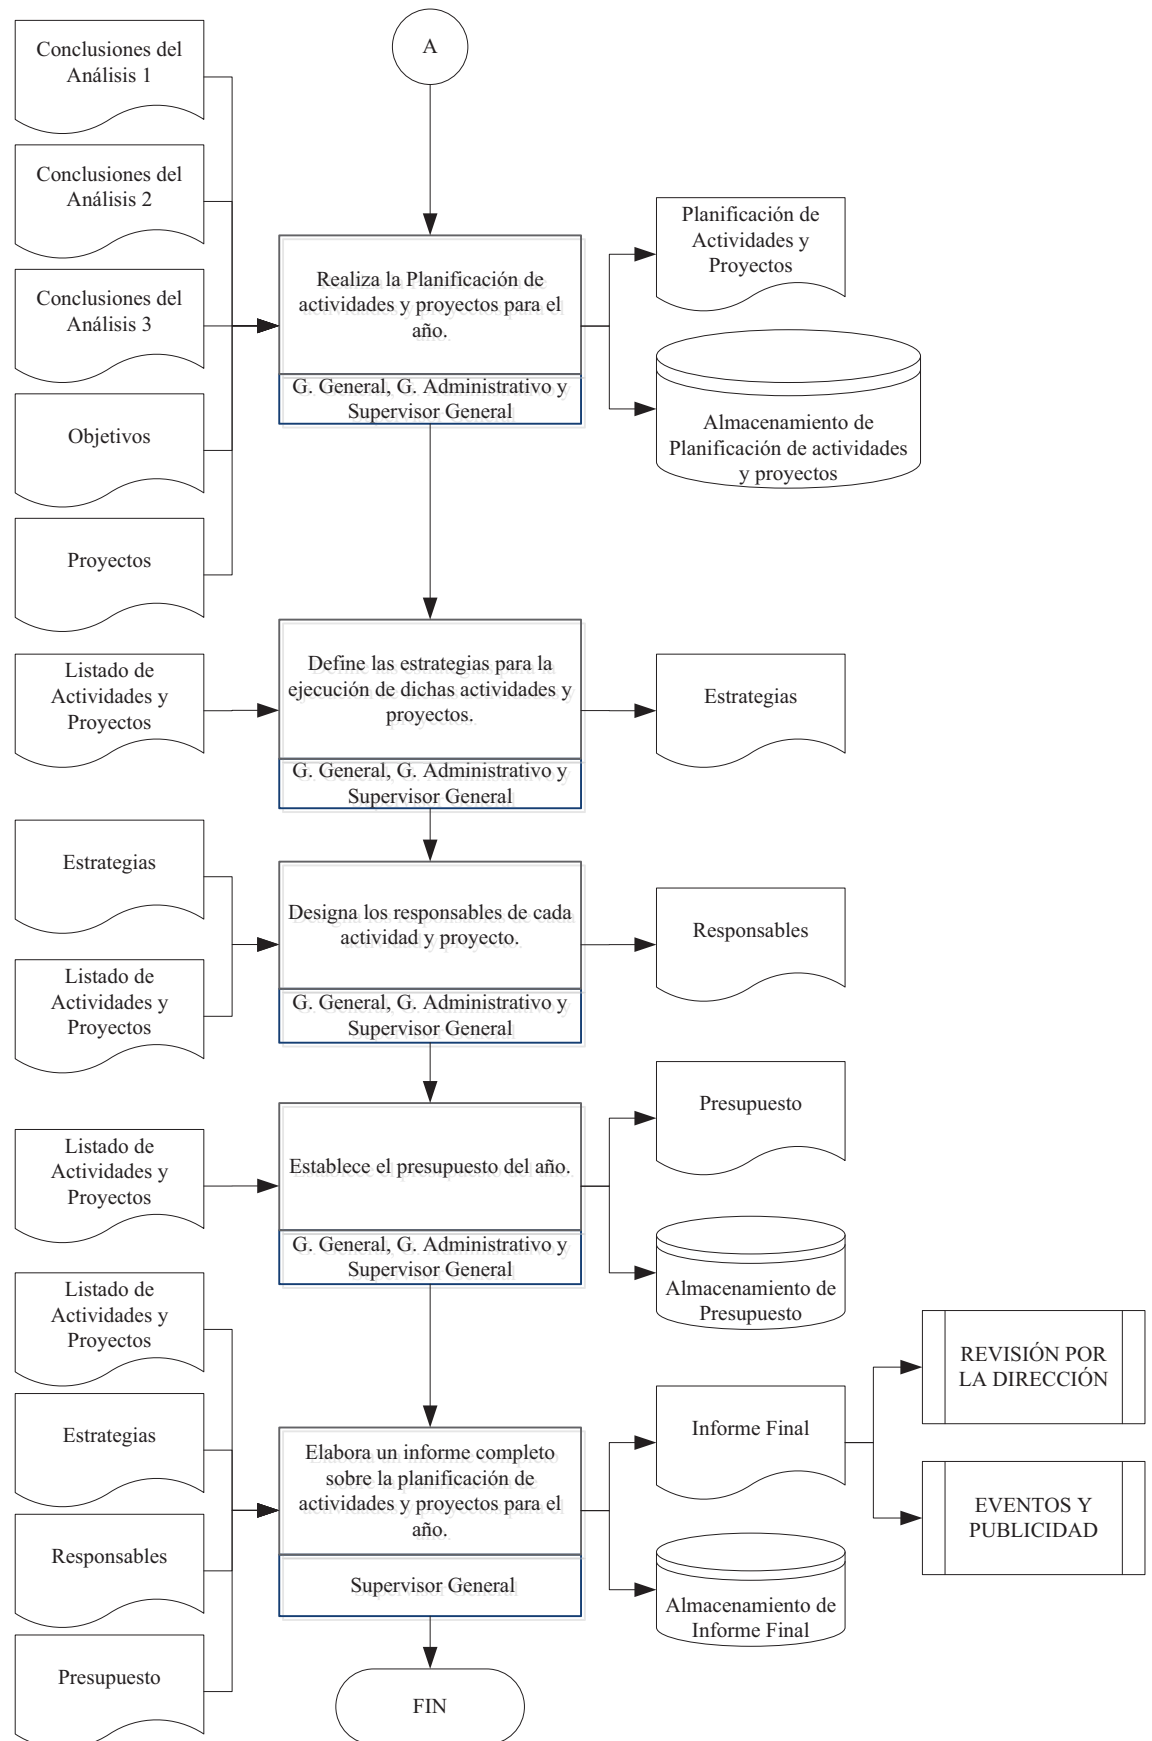 A
Conclusiones del
Análisis 1
Conclusiones del
Análisis 2
Conclusiones del
Análisis 3
Objetivos
Proyectos
Realiza la Planificación de
actividades y proyectos para el
año.
G. General, G. Administrativo y
Supervisor General
Planificación de
Actividades y
Proyectos
Almacenamiento de
Planificación de actividades
y proyectos
Listado de
Actividades y
Proyectos
Define las estrategias para la
ejecución de dichas actividades y
proyectos.
G. General, G. Administrativo y
Supervisor General
Estrategias
Estrategias
Listado de
Actividades y
Proyectos
Designa los responsables de cada
actividad y proyecto.
G. General, G. Administrativo y
Supervisor General
Responsables
Listado de
Actividades y
Proyectos
Establece el presupuesto del año.
G. General, G. Administrativo y
Supervisor General
Presupuesto
Almacenamiento de
Presupuesto
Listado de
Actividades y
Proyectos
Estrategias
Responsables
Presupuesto
Elabora un informe completo
sobre la planificación de
actividades y proyectos para el
año.
Supervisor General
Informe Final
Almacenamiento de
Informe Final
REVISIÓN POR
LA DIRECCIÓN
EVENTOS Y
PUBLICIDAD
FIN